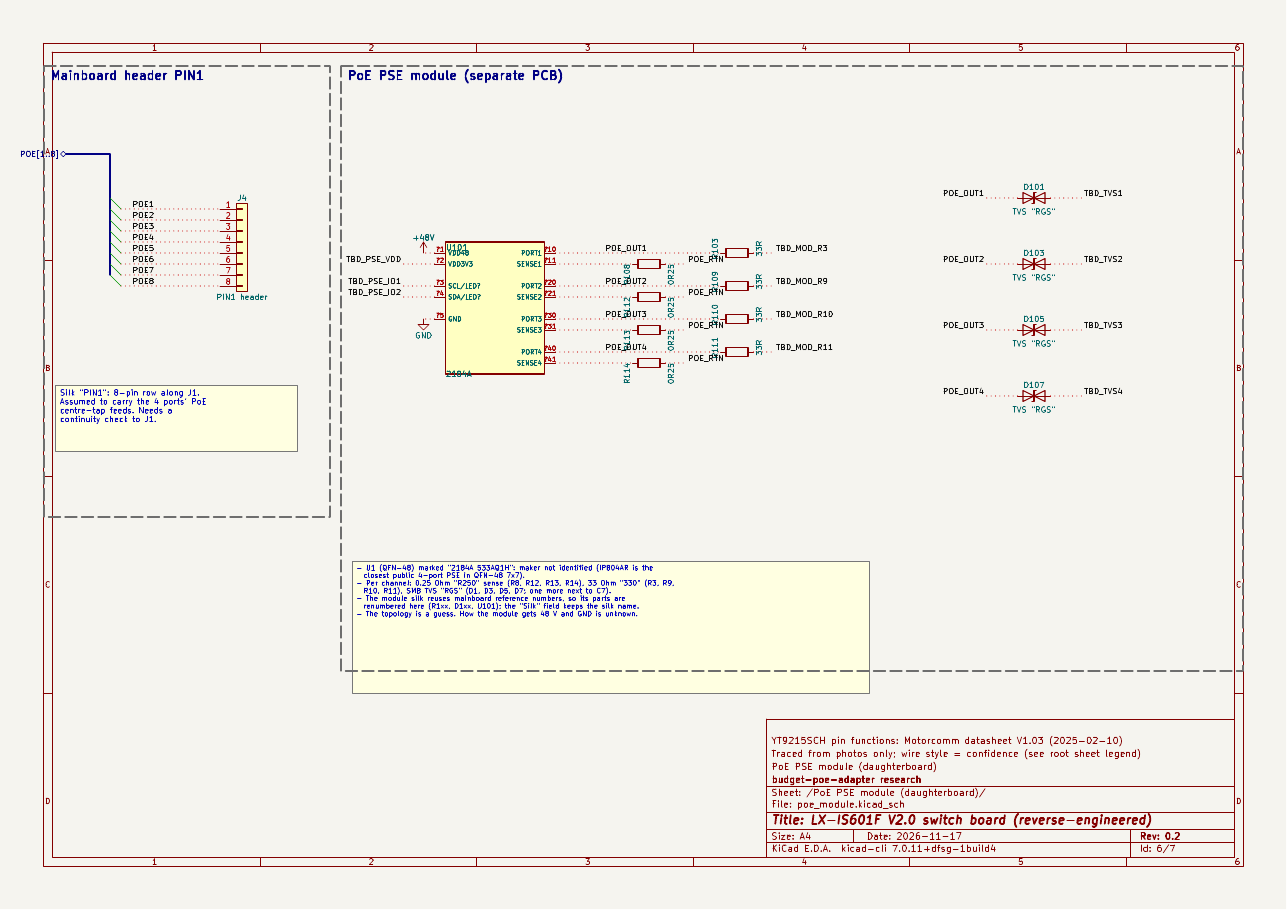 1 2 3 4 5 6
Mainboard header PIN1
PoE PSE module (separate PCB)
A A
J4
POE1 1
POE2 2
POE3 3
POE4 4
POE5 5
POE6 6
POE7 7
POE8 8
PIN1 header
+48V
U101
VDD48 PORT1
TBD_PSE_VDD VDD3V3 SENSE1
TBD_PSE_IO1 SCL/LED? PORT2
TBD_PSE_IO2 SDA/LED? SENSE2
GND PORT3
SENSE3
GND
PORT4
SENSE4
2184A
POE_OUT1 33R TBD_MOD_R3
0R25 POE_RTN
POE_OUT2 33R TBD_MOD_R9
0R25 POE_RTN
POE_OUT3 33R TBD_MOD_R10
0R25 POE_RTN
POE_OUT4 33R TBD_MOD_R11
R114 0R25 POE_RTN
D101
POE_OUT1 TBD_TVS1
TVS "RGS"
D103
POE_OUT2 TBD_TVS2
TVS "RGS"
D105
POE_OUT3 TBD_TVS3
TVS "RGS"
D107
POE_OUT4 TBD_TVS4
TVS "RGS"
B B
Silk "PIN1": 8-pin row along J1.
Assumed to carry the 4 ports' PoE
centre-tap feeds. Needs a
continuity check to J1.
- U1 (QFN-48) marked "2184A 533AQ1H": maker not identified (IP804AR is the
closest public 4-port PSE in QFN-48 7x7).
- Per channel: 0.25 Ohm "R250" sense (R8, R12, R13, R14), 33 Ohm "330" (R3, R9,
R10, R11), SMB TVS "RGS" (D1, D3, D5, D7; one more next to C7).
- The module silk reuses mainboard reference numbers, so its parts are
renumbered here (R1xx, D1xx, U101); the "Silk" field keeps the silk name.
- The topology is a guess. How the module gets 48 V and GND is unknown.
C C
YT9215SCH pin functions: Motorcomm datasheet V1.03 (2025-02-10)
Traced from photos only; wire style = confidence (see root sheet legend)
PoE PSE module (daughterboard)
budget-poe-adapter research
Sheet: /PoE PSE module (daughterboard)/
File: poe_module.kicad_sch
D D
Title: LX-IS601F V2.0 switch board (reverse-engineered)
Size: A4 Date: 2026-11-17 Rev: 0.2
KiCad E.D.A. kicad-cli 7.0.11+dfsg-1build4 Id: 6/7
1 2 3 4 5 6